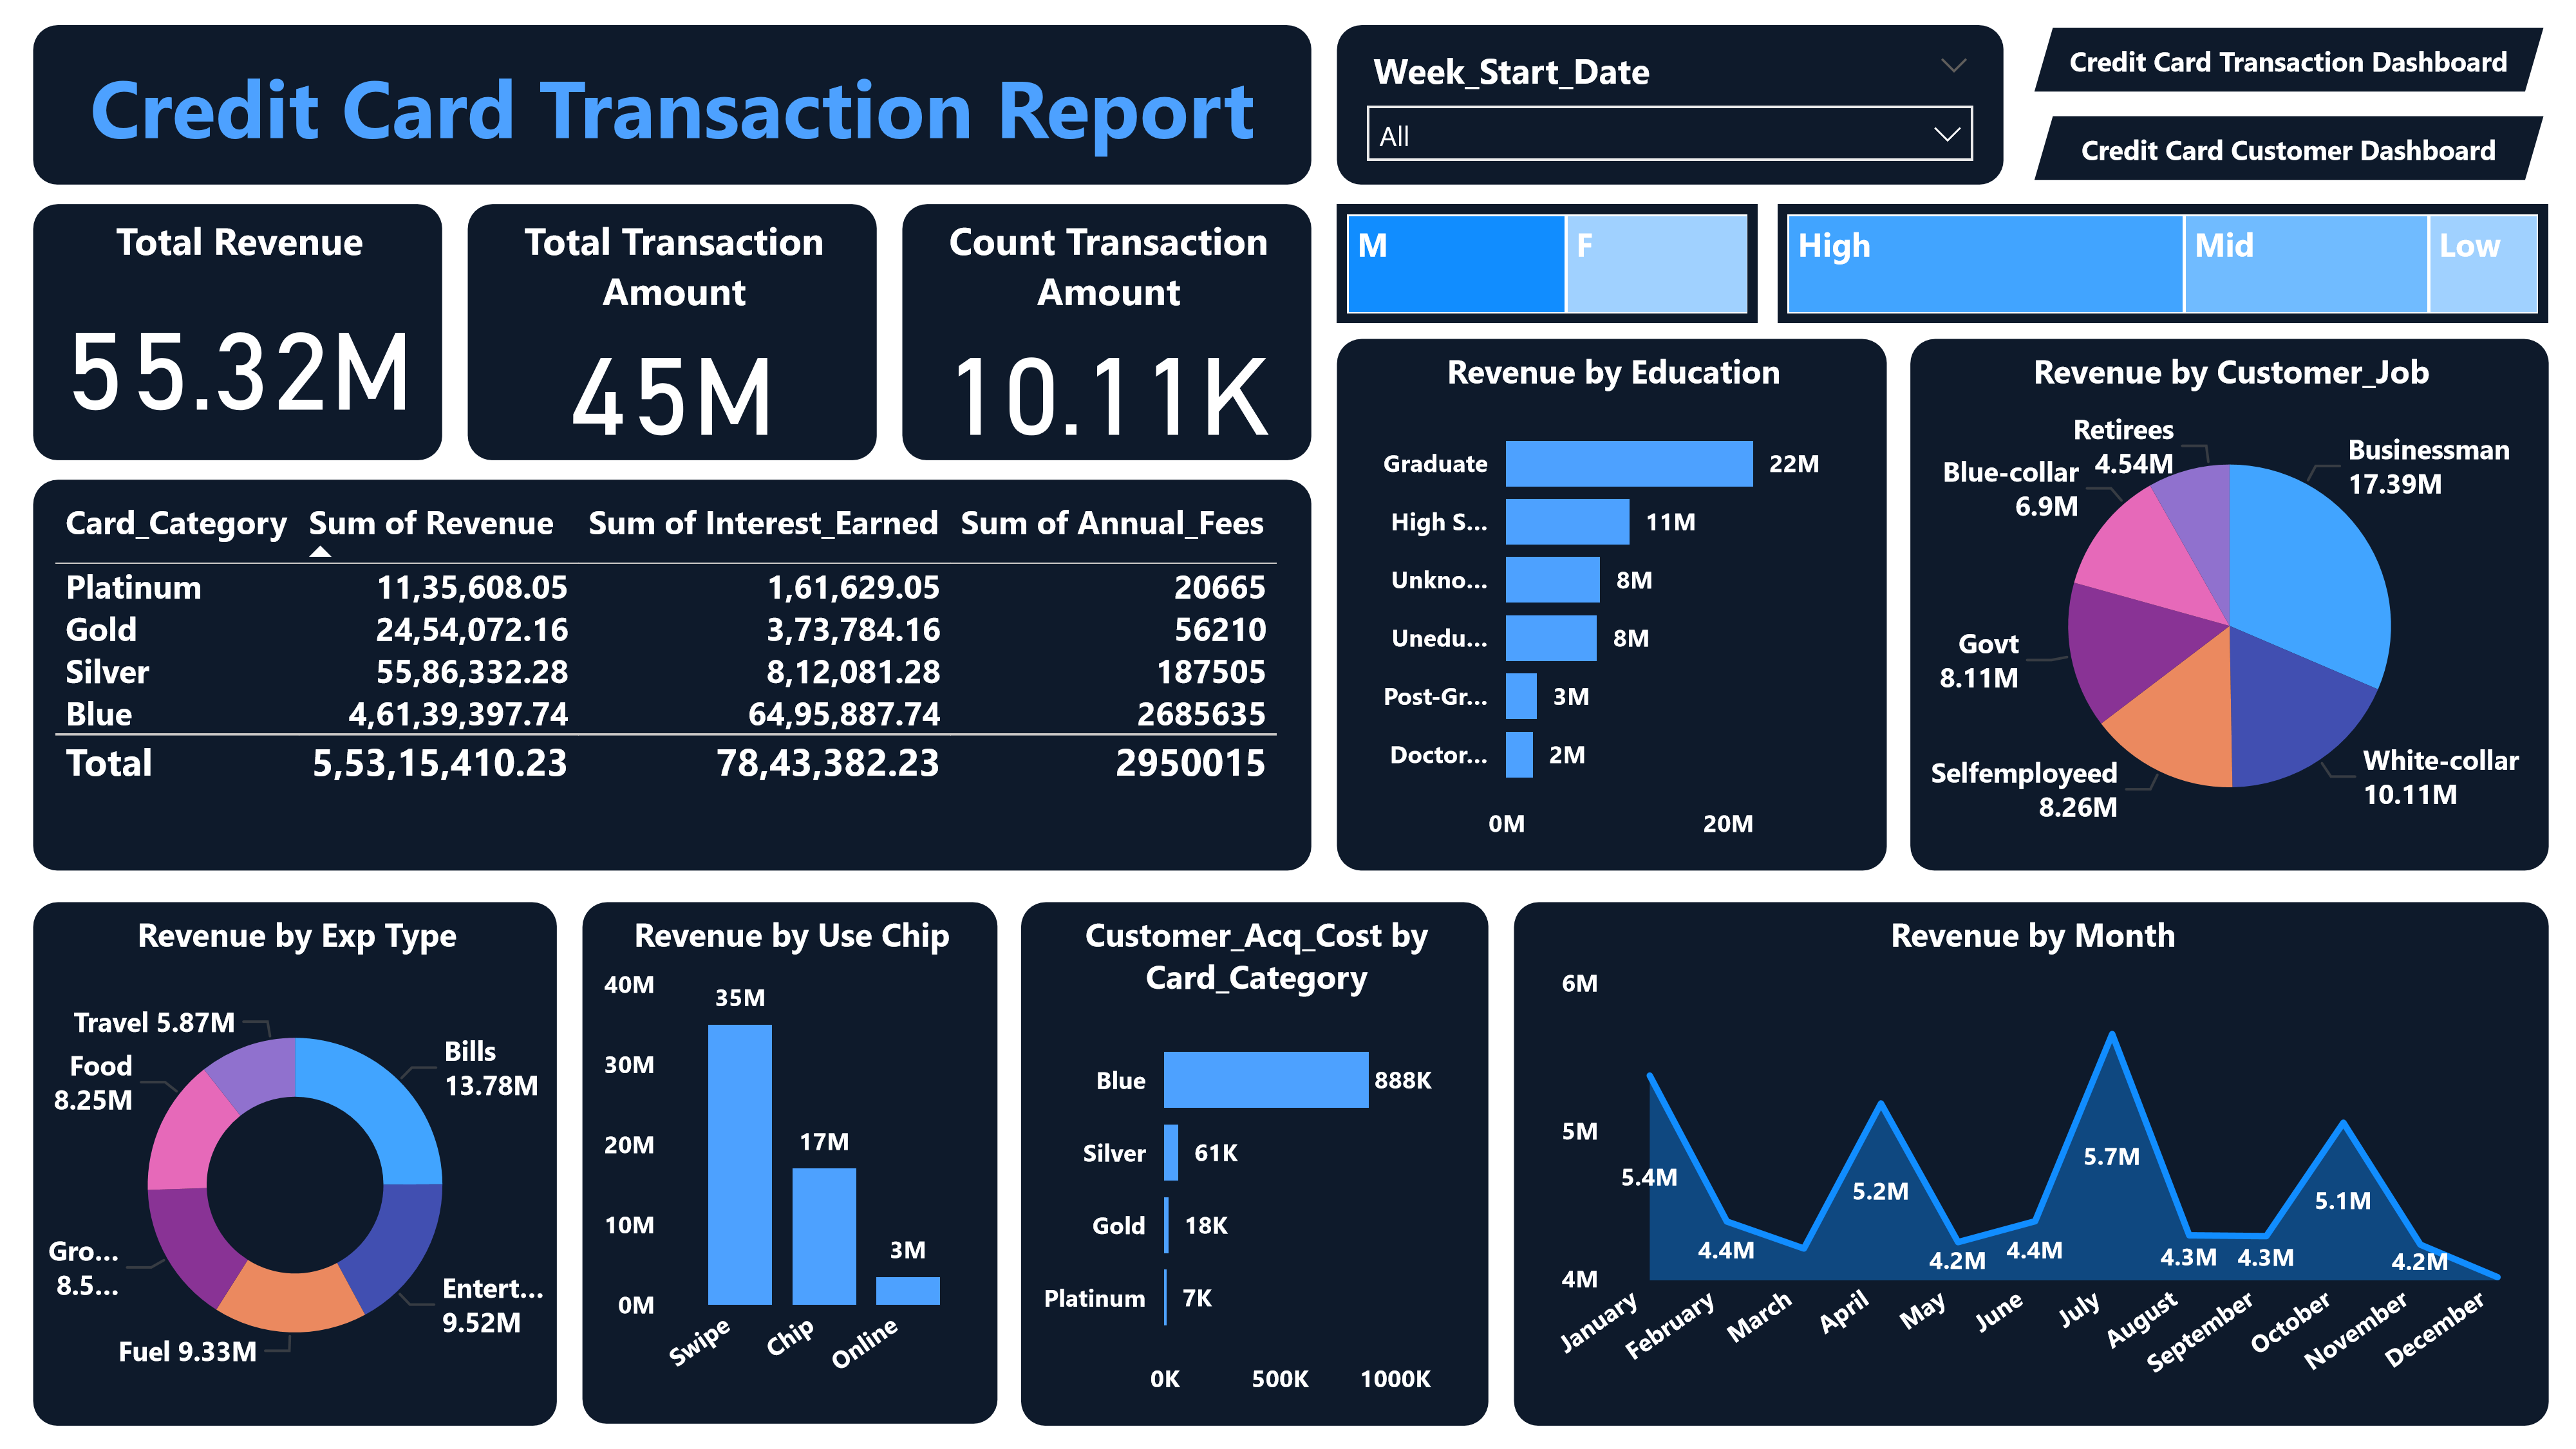 Credit Card Transaction Report
Week_Start_Date
All
Credit Card Transaction Dashboard
Credit Card Customer Dashboard
Total Revenue
55.32M
Total Transaction
Amount
45M
Count Transaction
Amount
10.11K
M
F
High
Mid
Low
Card_Category Sum of Revenue Sum of Interest_Earned Sum of Annual_Fees
Platinum 11,35,608.05 1,61,629.05 20665
Gold 24,54,072.16 3,73,784.16 56210
Silver 55,86,332.28 8,12,081.28 187505
Blue 4,61,39,397.74 64,95,887.74 2685635
Total 5,53,15,410.23 78,43,382.23 2950015
Revenue by Education
Graduate 22M
High S... 11M
Unkno... 8M
Unedu... 8M
Post-Gr... 3M
Doctor... 2M
0M 20M
Revenue by Customer_Job
Retirees
4.54M
Businessman
17.39M
Blue-collar
6.9M
Govt
8.11M
Selfemployeed
8.26M
White-collar
10.11M
Revenue by Exp Type
Travel 5.87M
Food
8.25M
Bills
13.78M
Gro...
8.5...
Entert...
9.52M
Fuel 9.33M
Revenue by Use Chip
40M
30M
20M
10M
0M
35M
17M
3M
Swipe Chip Online
Customer_Acq_Cost by
Card_Category
Blue 888K
Silver 61K
Gold 18K
Platinum 7K
0K 500K 1000K
Revenue by Month
6M
5M
4M
5.4M 4.4M 5.2M 4.2M 4.4M 5.7M 4.3M 4.3M 5.1M 4.2M
January February March April May June July August September October November December